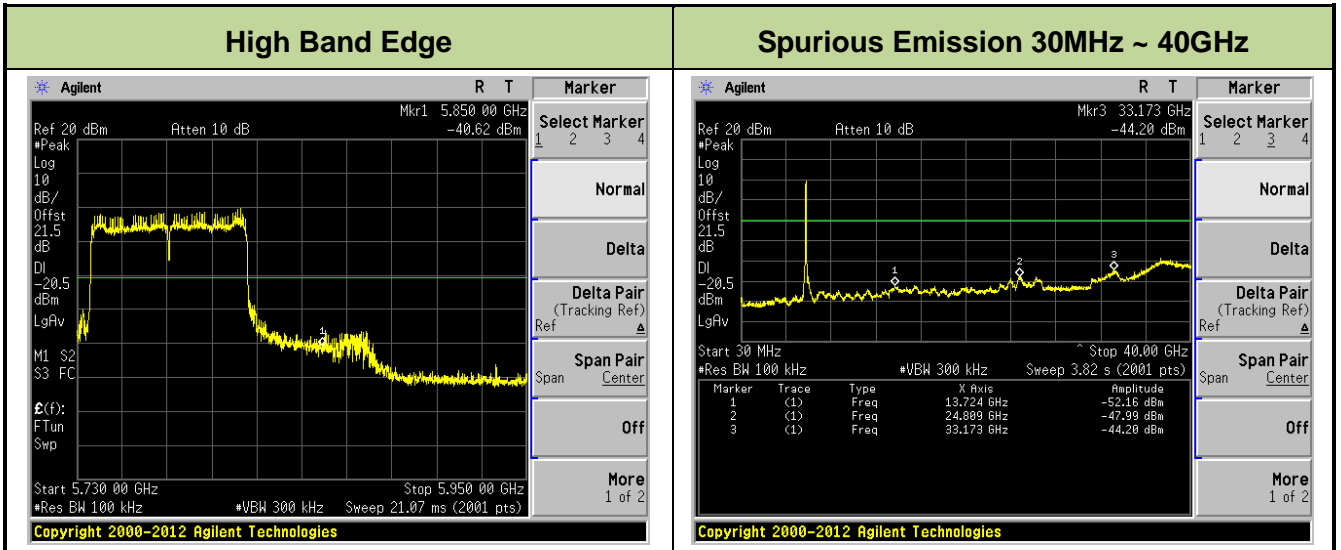 High Band Edge
Spurious Emission 30MHz ~ 40GHz
Agilent R T
Mkr1 5.850 00 GHz
Ref 20 dBm Atten 10 dB -40.62 dBm
#Peak
Log
10
dB/
Offst
21.5
dB
DI
-20.5
dBm
LgAv
M1 S2
S3 FC
£(f):
FTun
Swp
1
Start 5.730 00 GHz Stop 5.950 00 GHz
#Res BW 100 kHz #VBW 300 kHz Sweep 21.07 ms (2001 pts)
Copyright 2000-2012 Agilent Technologies
Marker
Select Marker
1 2 3 4
Normal
Delta
Delta Pair
(Tracking Ref)
Ref Δ
Span Pair
Span Center
Off
More
1 of 2
Agilent R T
Mkr3 33.173 GHz
Ref 20 dBm Atten 10 dB -44.20 dBm
#Peak
Log
10
dB/
Offst
21.5
dB
DI
-20.5
dBm
LgAv
1
2
3
Start 30 MHz ^ Stop 40.00 GHz
#Res BW 100 kHz #VBW 300 kHz Sweep 3.82 s (2001 pts)
Marker Trace Type X Axis Amplitude
1 (1) Freq 13.724 GHz -52.16 dBm
2 (1) Freq 24.809 GHz -47.99 dBm
3 (1) Freq 33.173 GHz -44.20 dBm
Copyright 2000-2012 Agilent Technologies
Marker
Select Marker
1 2 3 4
Normal
Delta
Delta Pair
(Tracking Ref)
Ref Δ
Span Pair
Span Center
Off
More
1 of 2